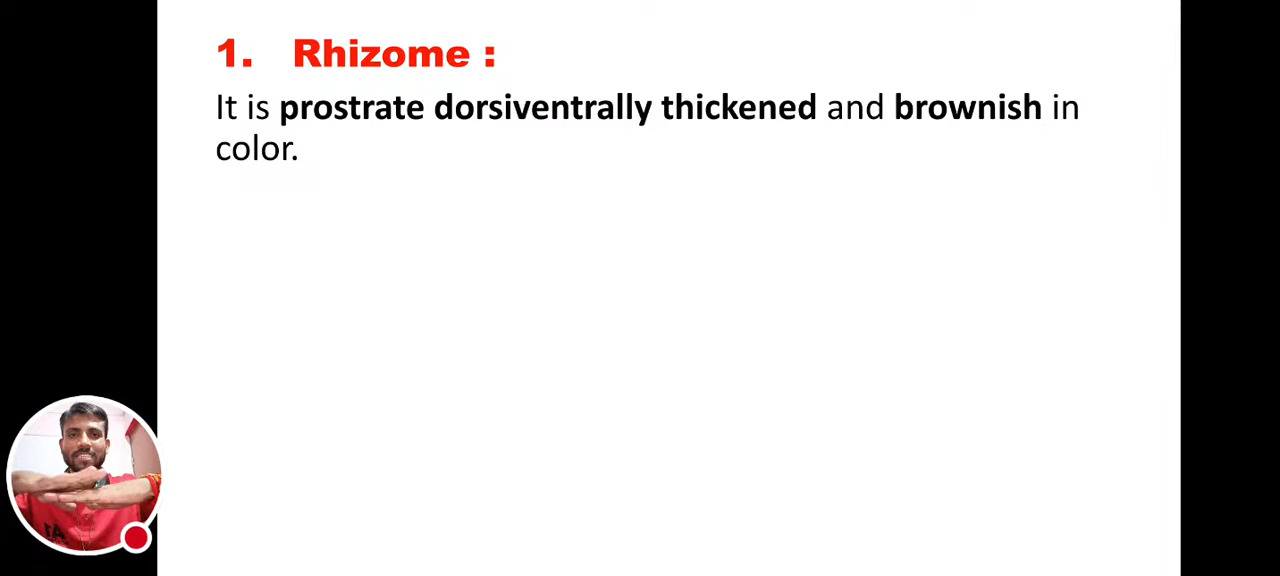 1. Rhizome :
It is prostrate dorsiventrally thickened and brownish in
color.